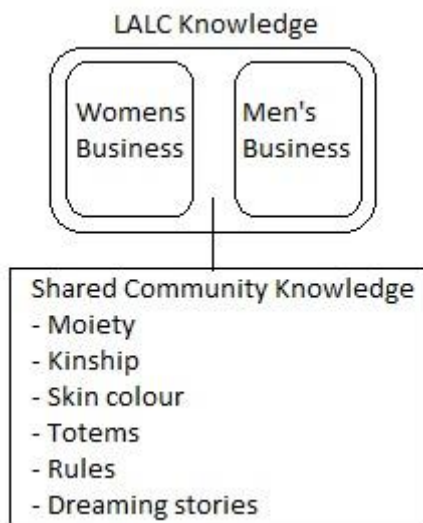 LALC Knowledge
Womens
Business
Men's
Business
Shared Community Knowledge
- Moiety
- Kinship
- Skin colour
- Totems
- Rules
- Dreaming stories